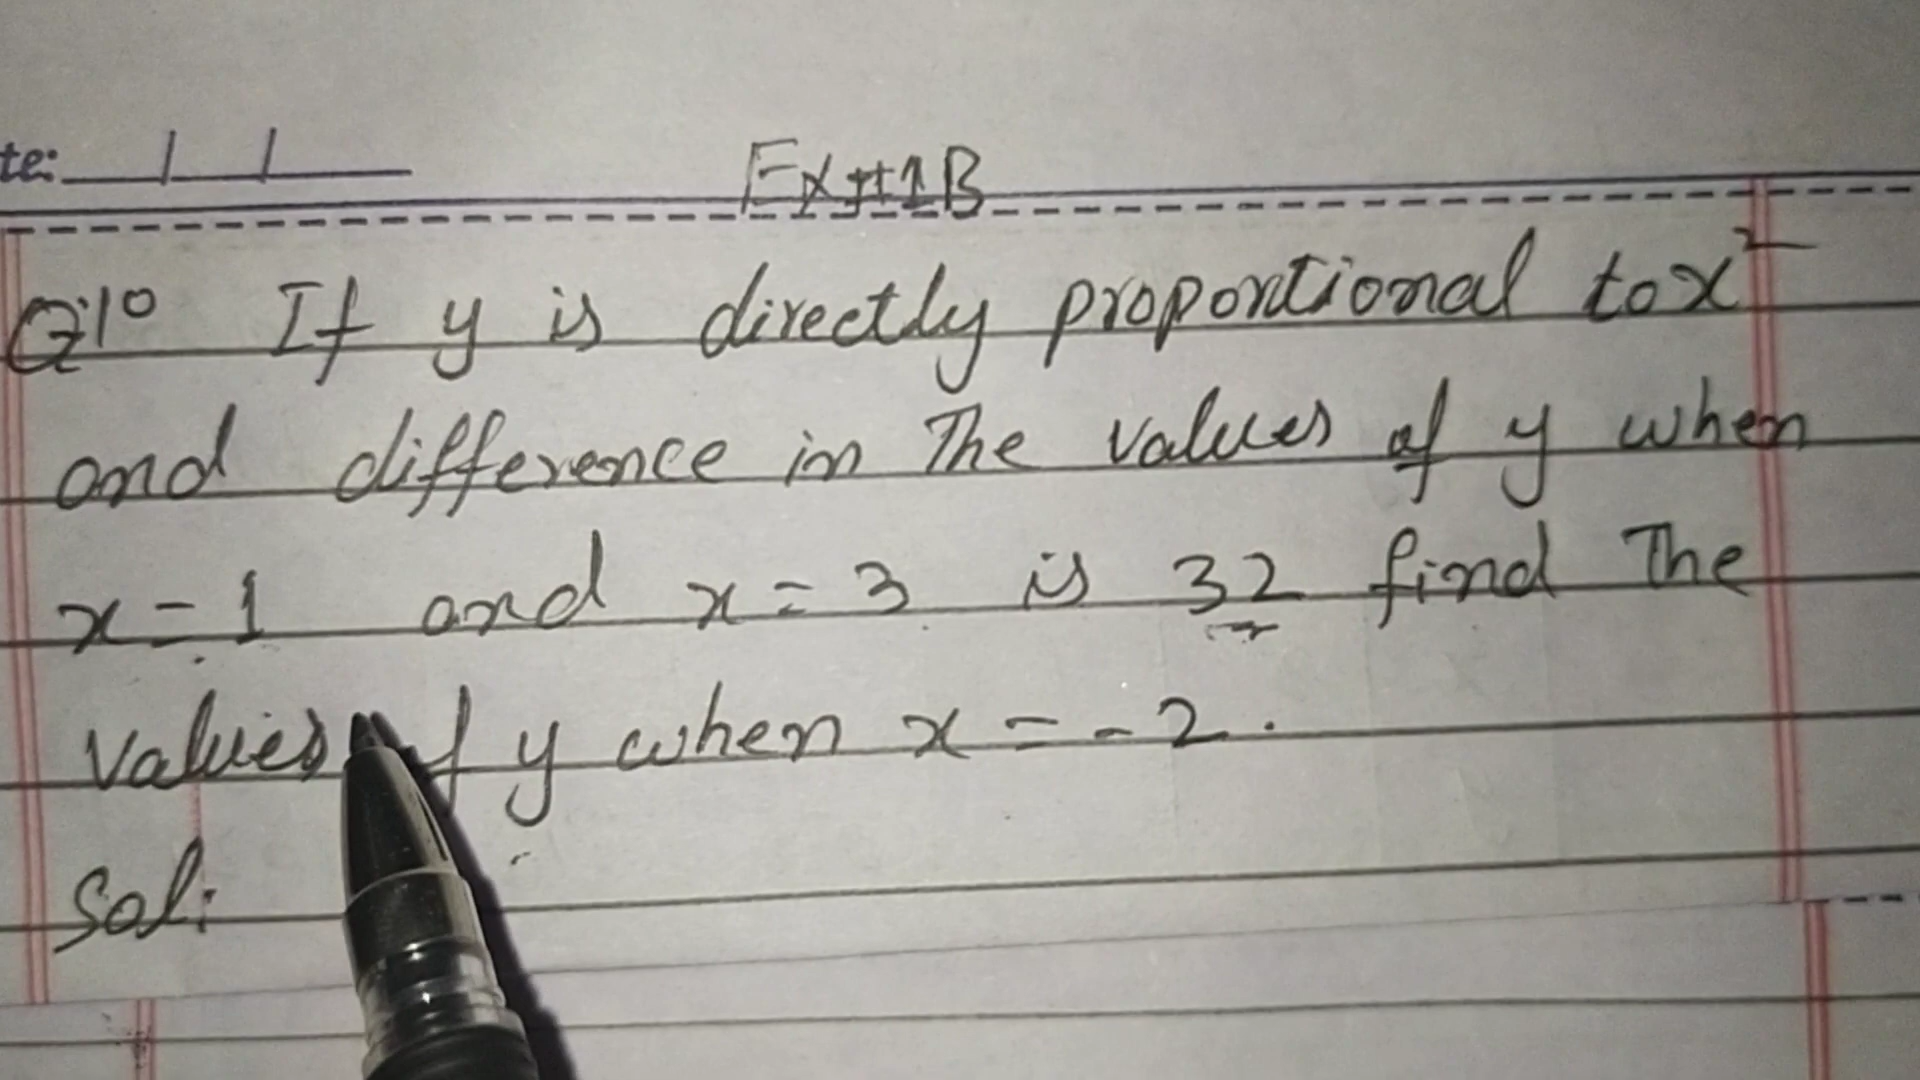 te: / /
Ex#1B
Q10 If y is directly proportional to x²
and difference in The values of y when
x = 1 and x = 3 is 32 find The
values of y when x = -2.
Sol: